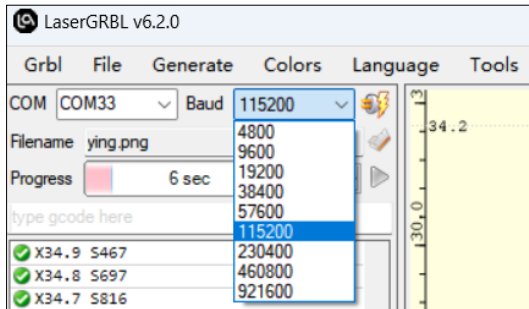 LaserGRBL v6.2.0
Grbl File Generate Colors Language Tools
COM COM33 Baud 115200
Filename ying.png
Progress 6 sec
type gcode here
4800
9600
19200
38400
57600
115200
230400
460800
921600
X34.9 S467
X34.8 S697
X34.7 S816
34.2
30.0